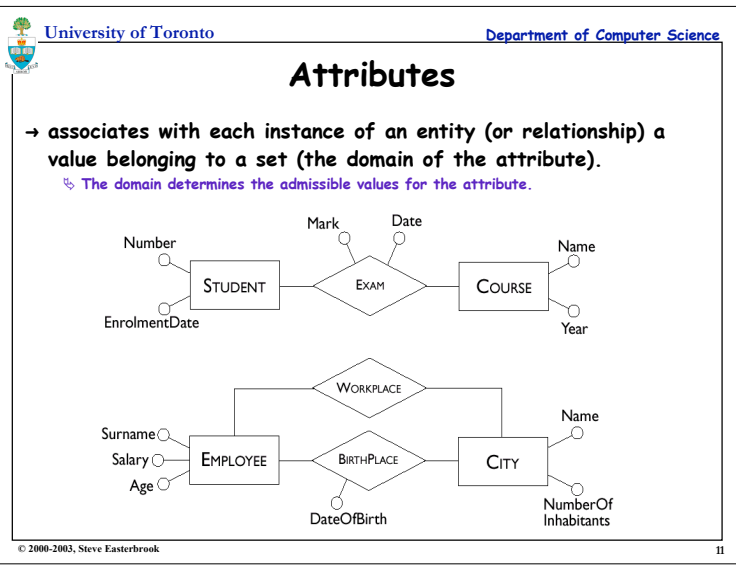 University of Toronto
Department of Computer Science
Attributes
→ associates with each instance of an entity (or relationship) a
value belonging to a set (the domain of the attribute).
↳ The domain determines the admissible values for the attribute.
Mark
Date
Number
Name
STUDENT
EXAM
COURSE
EnrolmentDate
Year
WORKPLACE
Name
Surname
Salary
EMPLOYEE
BIRTHPLACE
CITY
Age
DateOfBirth
NumberOf
Inhabitants
© 2000-2003, Steve Easterbrook
11